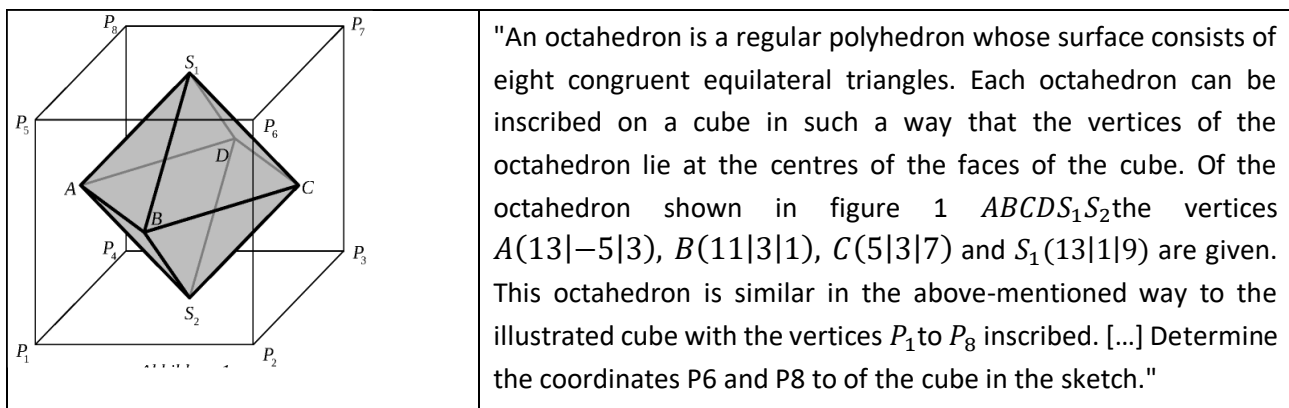 P8
P7
S1
P5
P6
D
A
C
B
P4
P3
S2
P1
P2
"An octahedron is a regular polyhedron whose surface consists of
eight congruent equilateral triangles. Each octahedron can be
inscribed on a cube in such a way that the vertices of the
octahedron lie at the centres of the faces of the cube. Of the
octahedron shown in figure 1 ABCDS₁S₂the vertices
A(13|−5|3), B(11|3|1), C(5|3|7) and S₁(13|1|9) are given.
This octahedron is similar in the above-mentioned way to the
illustrated cube with the vertices P₁to P₈ inscribed. [...] Determine
the coordinates P6 and P8 to of the cube in the sketch."